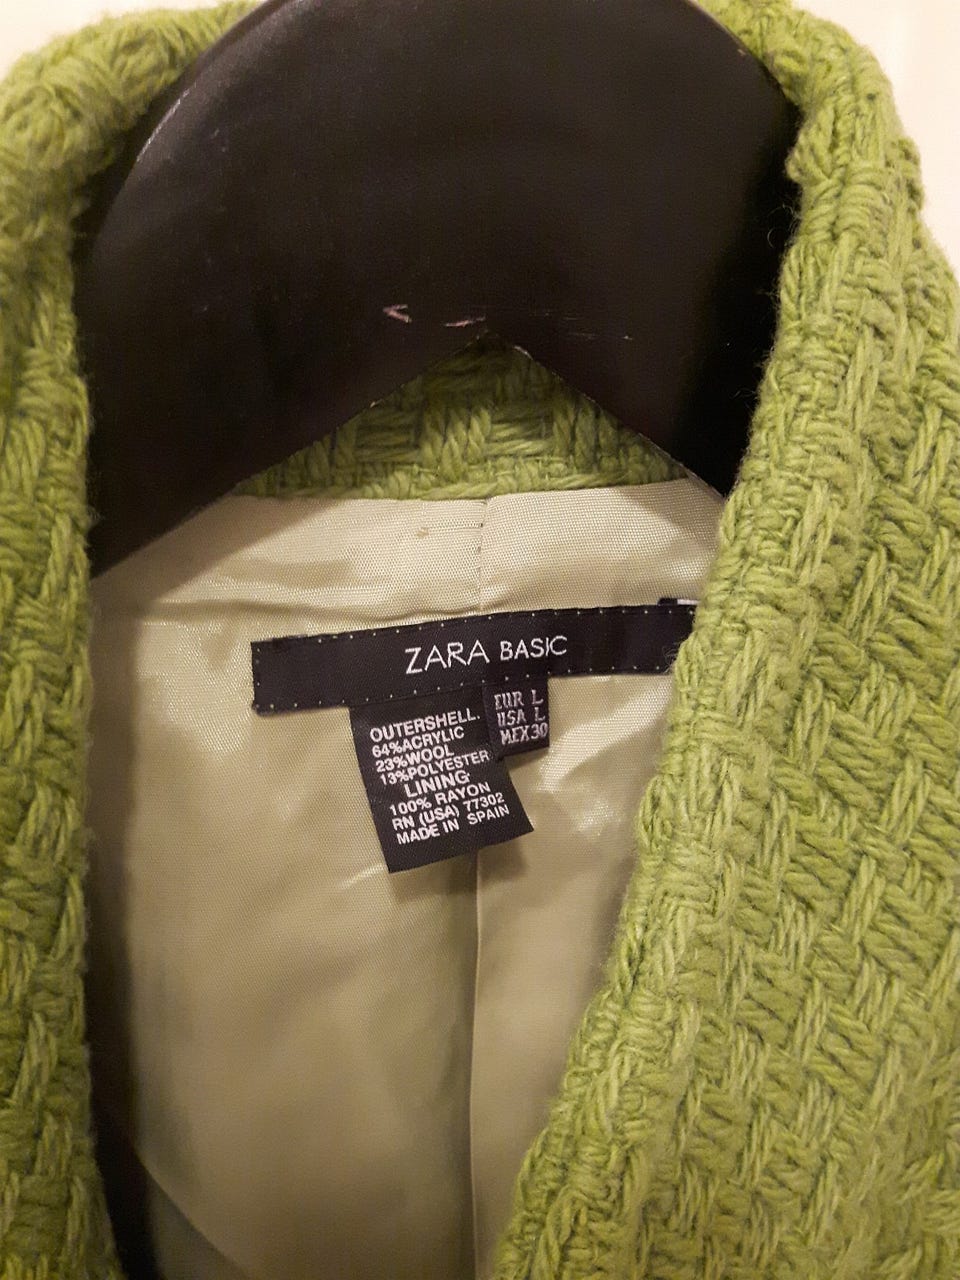 ZARA BASIC
EUR L
USA L
MEX 30
OUTERSHELL.
64%ACRYLIC
23%WOOL
13%POLYESTER
LINING
100% RAYON
RN (USA) 77302
MADE IN SPAIN